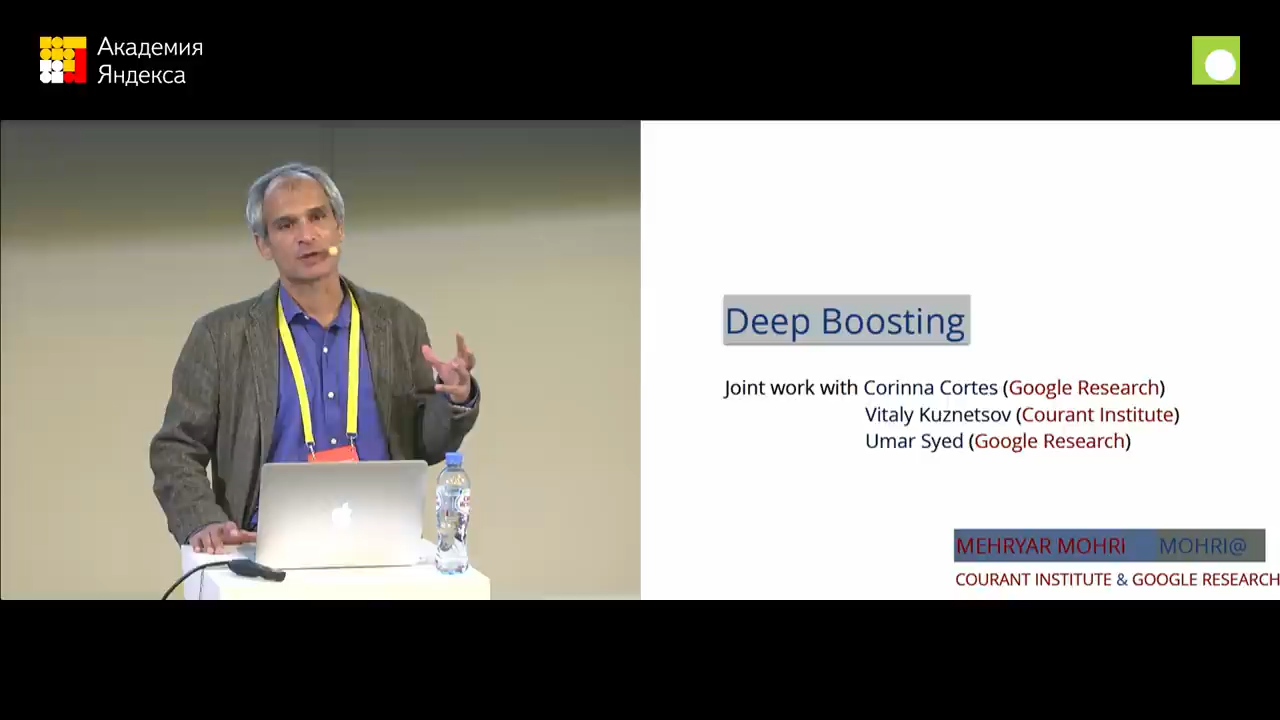 Академия
Яндекса
Deep Boosting
Joint work with Corinna Cortes (Google Research)
Vitaly Kuznetsov (Courant Institute)
Umar Syed (Google Research)
MEHRYAR MOHRI MOHRI@
COURANT INSTITUTE & GOOGLE RESEARCH